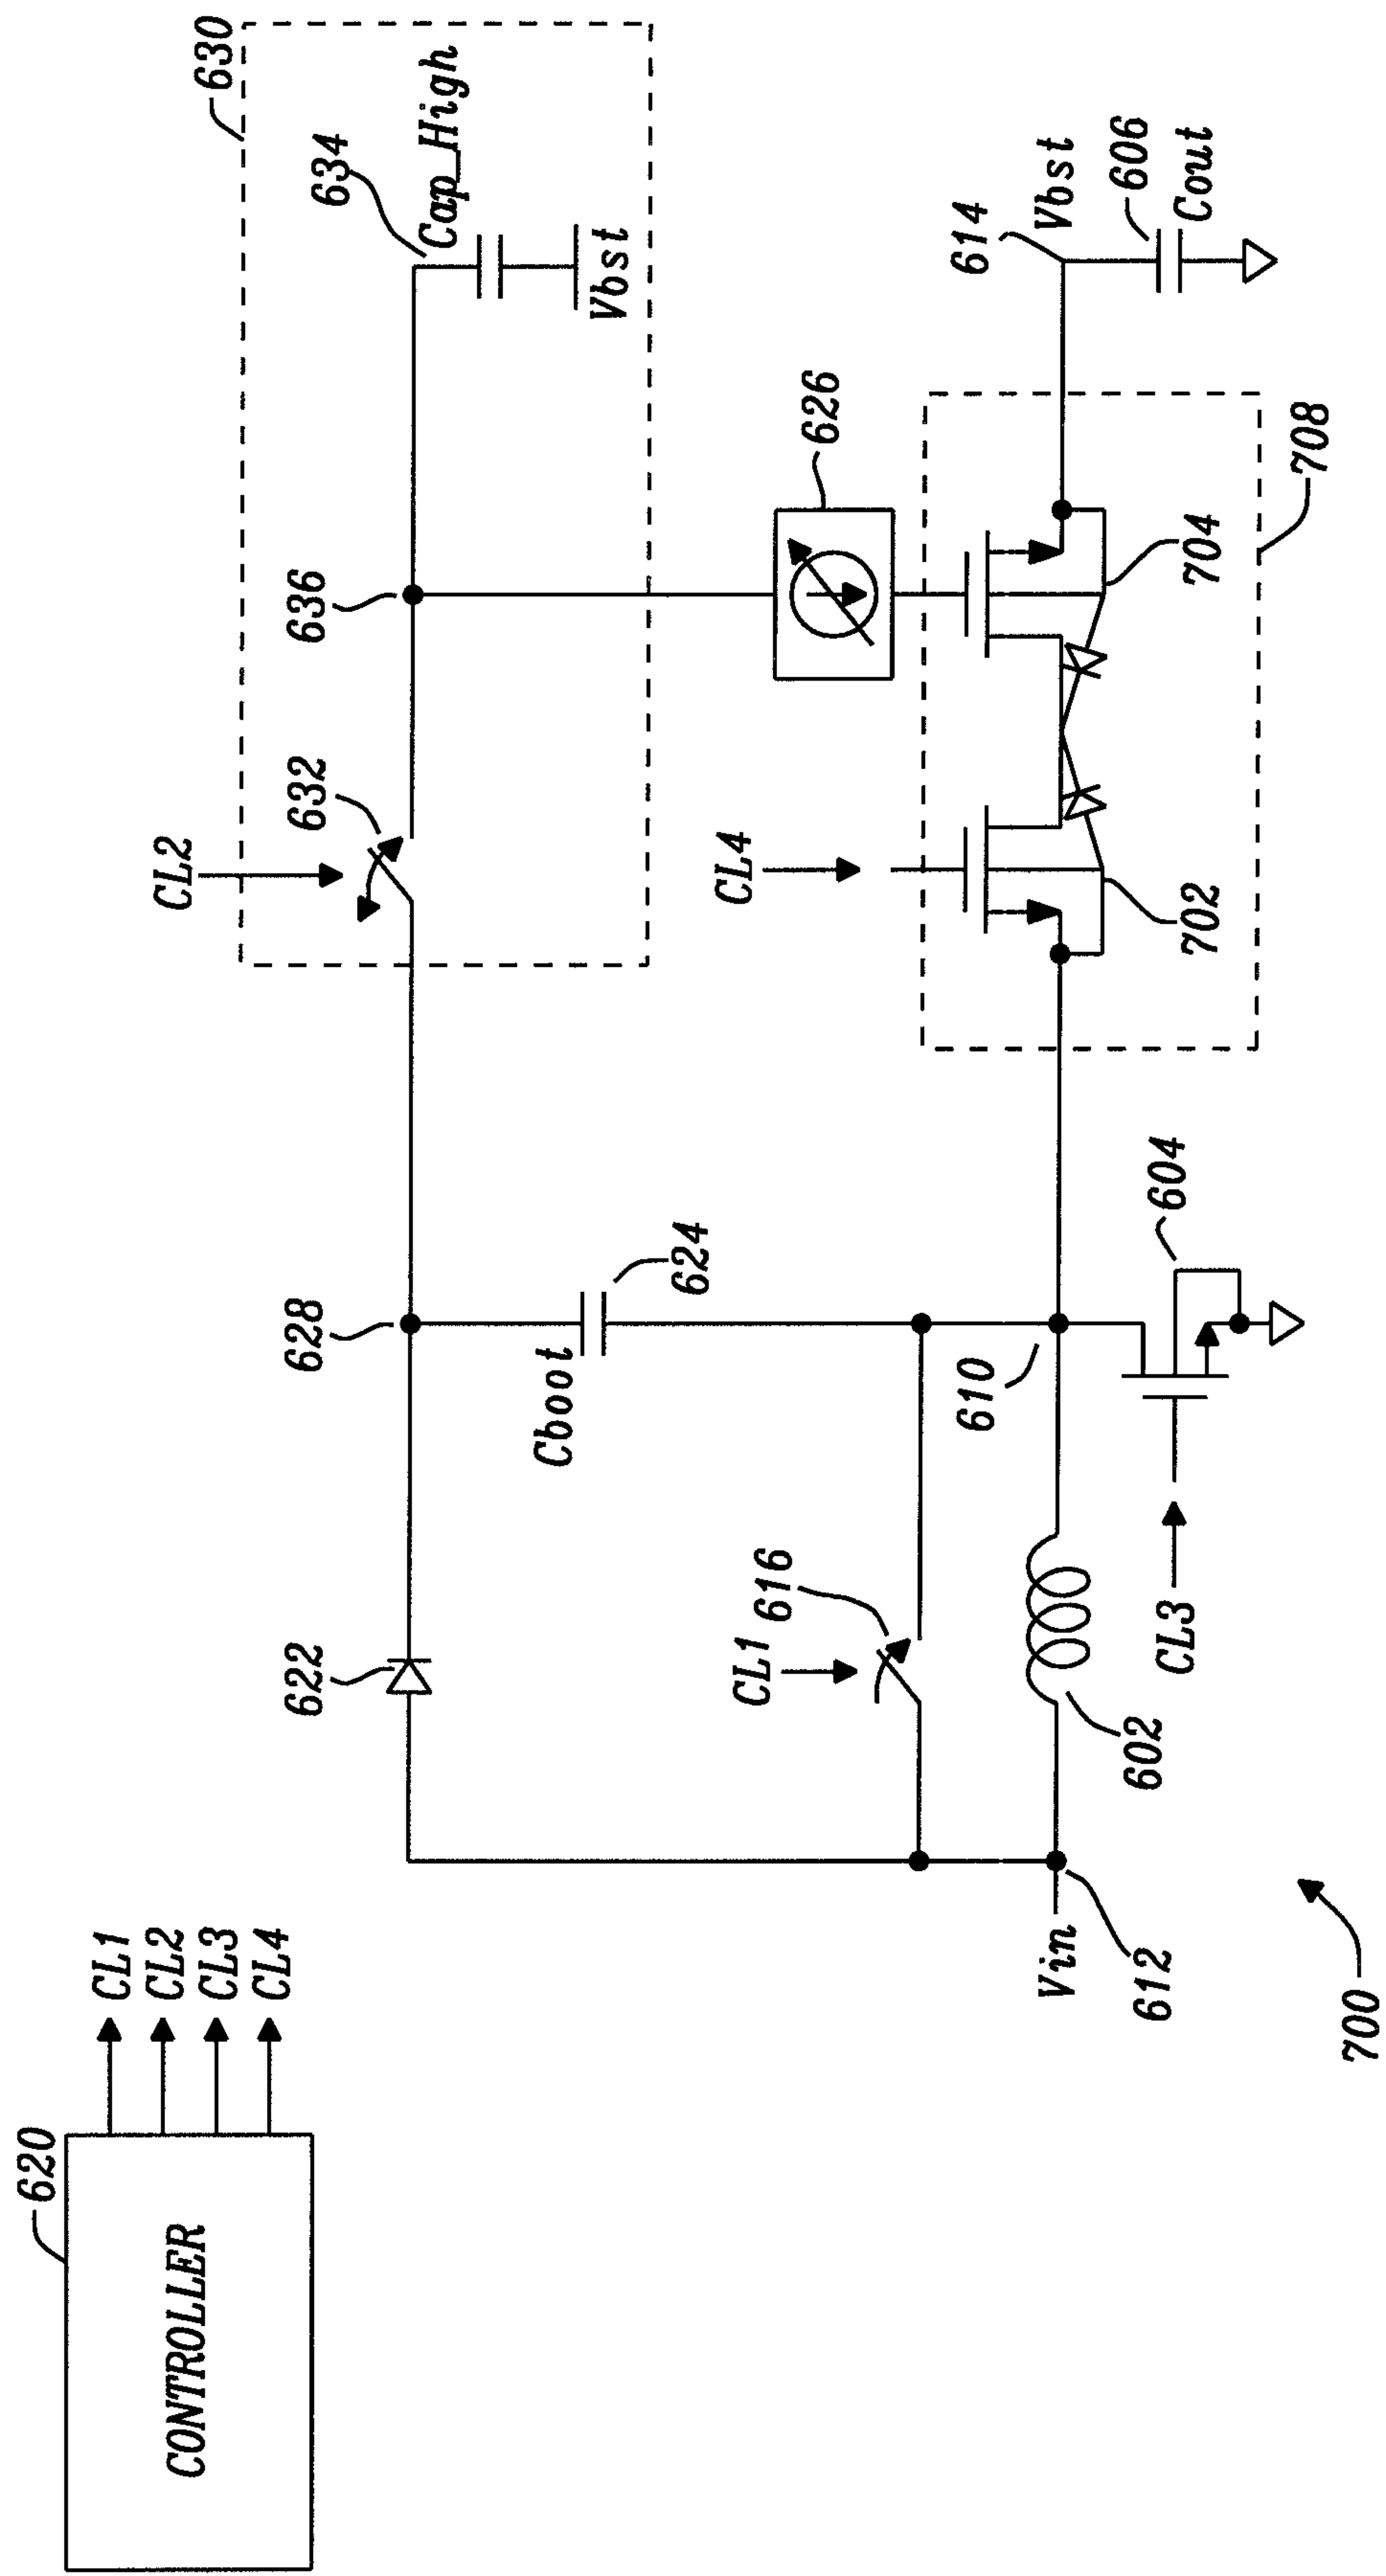 620
CONTROLLER
CL1
CL2
CL3
CL4
622
628
CL2
632
636
630
634
Cap_High
Vbst
Cboot
624
CL1
616
CL4
626
614
Vbst
606
Cout
610
Vin
612
602
CL3
604
702
704
708
700